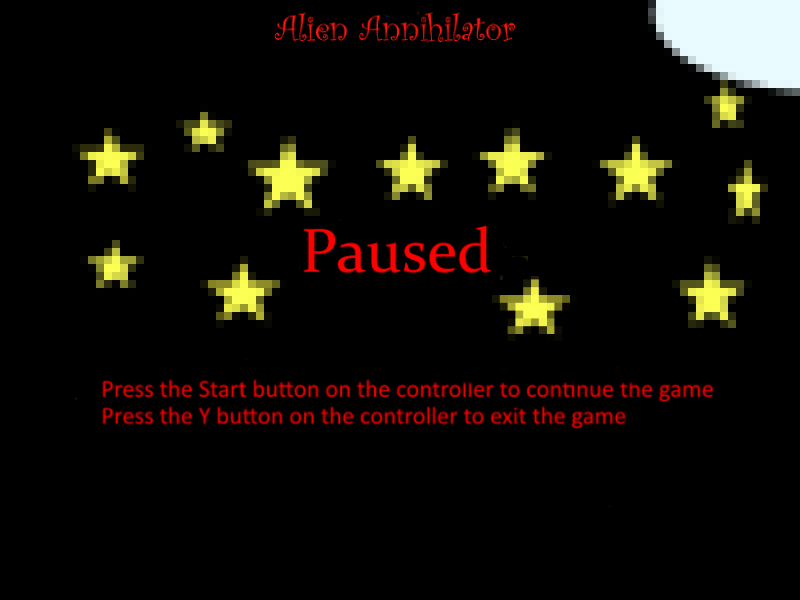 Alien Annihilator
Paused
Press the Start button on the controller to continue the game
Press the Y button on the controller to exit the game